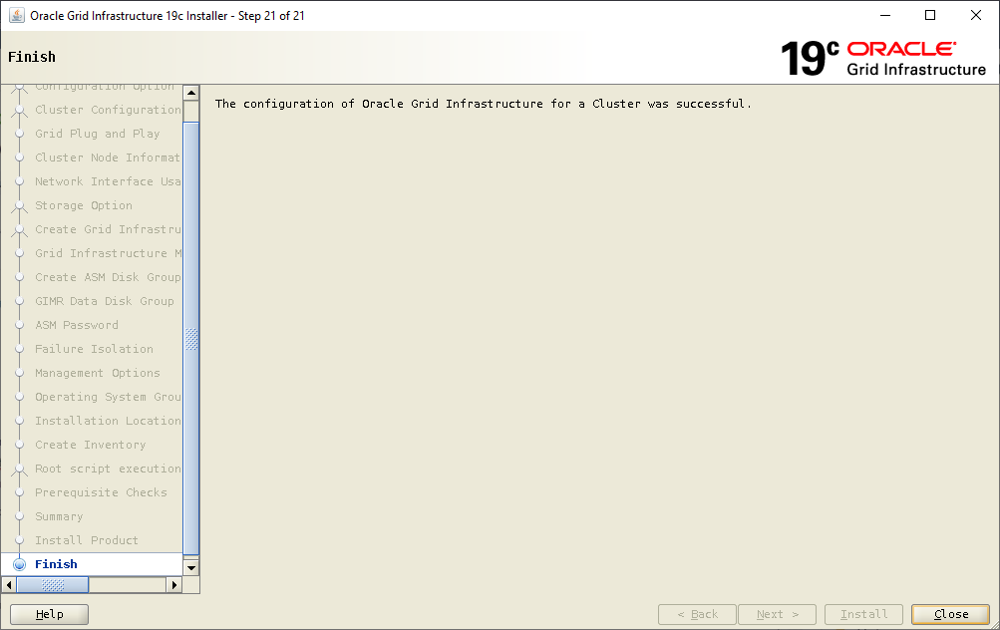 Oracle Grid Infrastructure 19c Installer - Step 21 of 21
Finish
19c ORACLE
Grid Infrastructure
Configuration Option
Cluster Configuration
Grid Plug and Play
Cluster Node Informat
Network Interface Usa
Storage Option
Create Grid Infrastru
Grid Infrastructure M
Create ASM Disk Group
GIMR Data Disk Group
ASM Password
Failure Isolation
Management Options
Operating System Grou
Installation Location
Create Inventory
Root script execution
Prerequisite Checks
Summary
Install Product
Finish
The configuration of Oracle Grid Infrastructure for a Cluster was successful.
Help
< Back
Next >
Install
Close